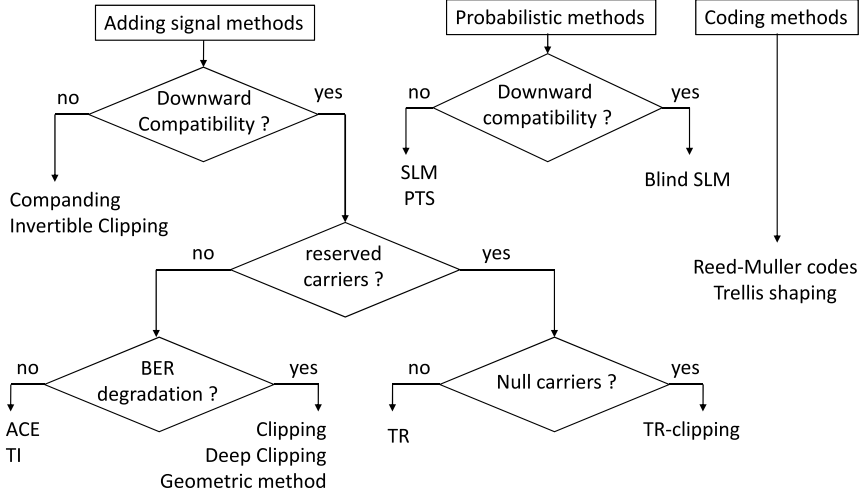 Adding signal methods
Probabilistic methods
Coding methods
no
Downward
Compatibility ?
yes
no
Downward
compatibility ?
yes
Companding
Invertible Clipping
SLM
PTS
Blind SLM
no
reserved
carriers ?
yes
Reed-Muller codes
Trellis shaping
no
BER
degradation ?
yes
no
Null carriers ?
yes
ACE
TI
Clipping
Deep Clipping
Geometric method
TR
TR-clipping